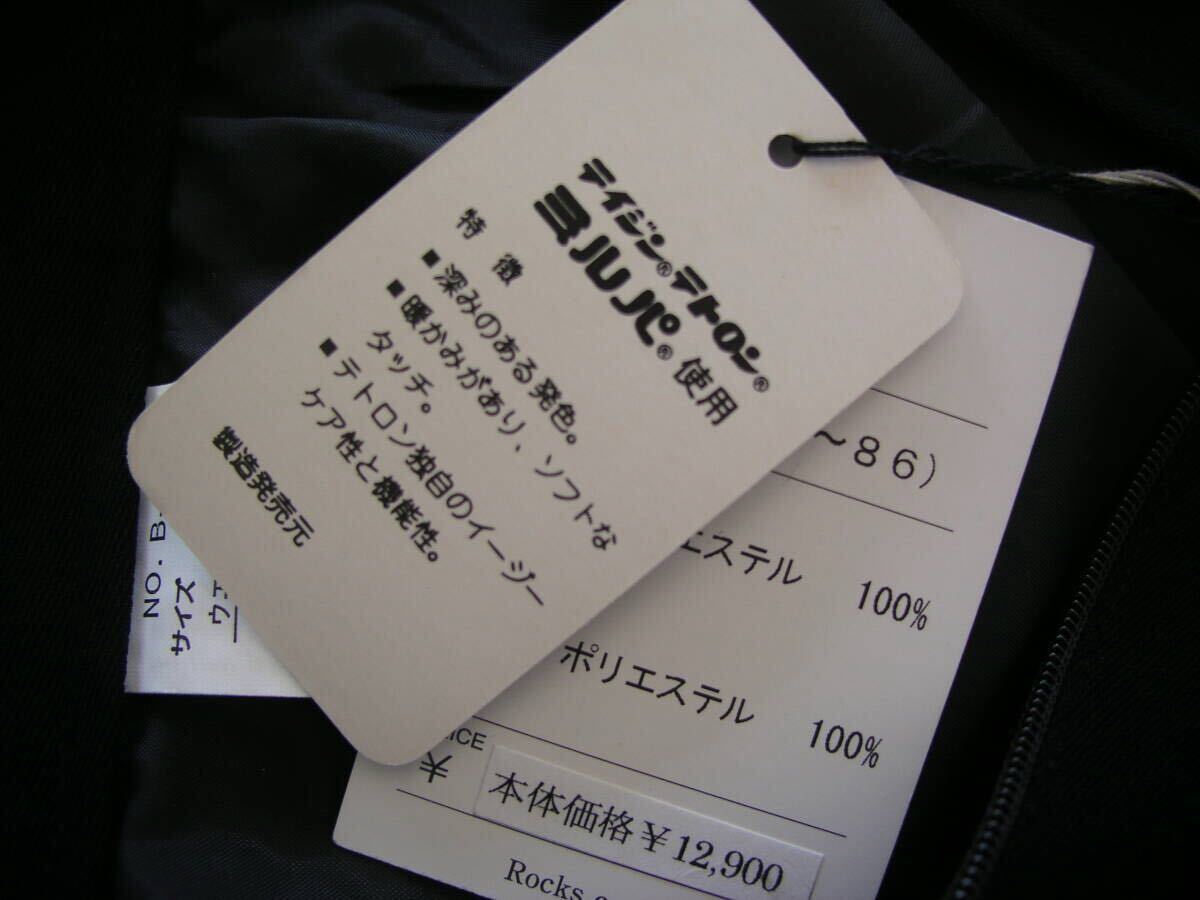 テイジン®テトロン®
ミルパ®使用
特徴
■深みのある発色。
■暖かみがあり、ソフトな
タッチ。
■テトロン独自のイージー
ケア性と機能性。
製造発売元
～86)
エステル 100%
ポリエステル 100%
ICE
¥
本体価格¥12,900
Rocks
NO. B
サイズ
ウエ